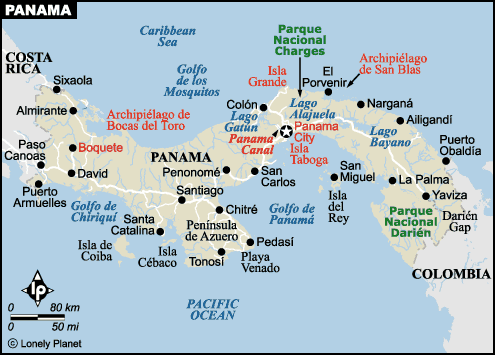 PANAMA
Caribbean
Sea
Parque
Nacional
Charges
COSTA
RICA
Golfo
de los
Mosquitos
Isla
Grande
El
Porvenir
Archipiélago
de San Blas
Sixaola
Almirante
Archipiélago de
Bocas del Toro
Colón
Lago
Gatún
Lago
Alajuela
Narganá
Ailigandí
Panama
Canal
Panama
City
Isla
Taboga
Lago
Bayano
Puerto
Obaldía
Paso
Canoas
Boquete
PANAMA
Penonomé
San
Carlos
San
Miguel
La Palma
David
Puerto
Armuelles
Santiago
Yaviza
Golfo de
Chiriquí
Chitré
Golfo de
Panamá
Isla
del
Rey
Parque
Nacional
Darién
Darién
Gap
Santa
Catalina
Península
de Azuero
Isla de
Coiba
Isla
Cébaco
Pedasí
Tonosí
Playa
Venado
COLOMBIA
lp
0 80 km
0 50 mi
PACIFIC
OCEAN
© Lonely Planet